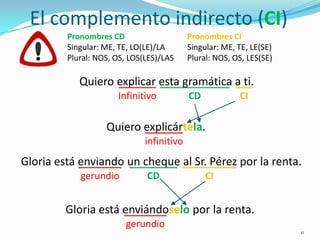 El complemento indirecto (CI)
Pronombres CD Pronombres CI
Singular: ME, TE, LO(LE)/LA Singular: ME, TE, LE(SE)
Plural: NOS, OS, LOS(LES)/LAS Plural: NOS, OS, LES(SE)
Quiero explicar esta gramática a ti.
Infinitivo CD CI
Quiero explicártela.
infinitivo
Gloria está enviando un cheque al Sr. Pérez por la renta.
gerundio CD CI
Gloria está enviándoselo por la renta.
gerundio